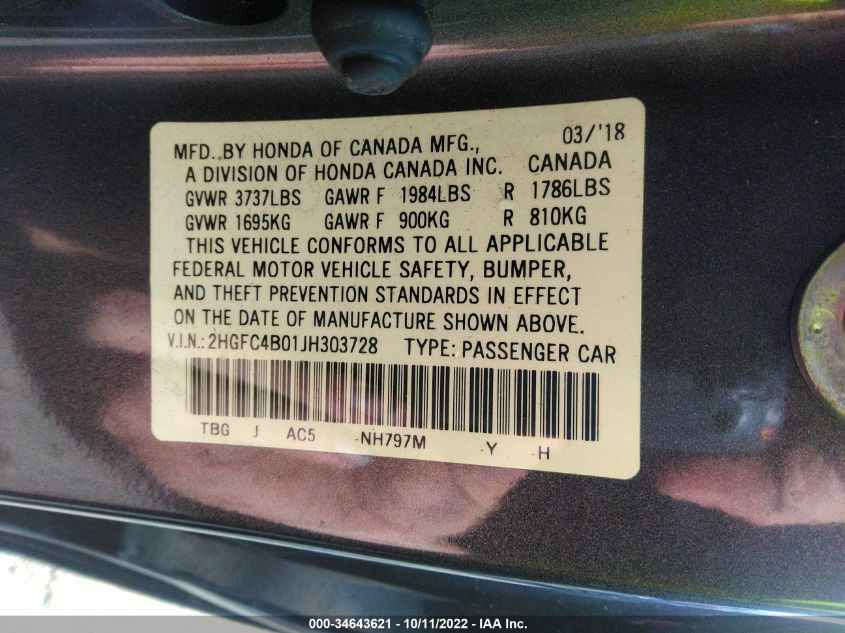 03/'18
MFD. BY HONDA OF CANADA MFG.,
A DIVISION OF HONDA CANADA INC. CANADA
GVWR 3737LBS GAWR F 1984LBS R 1786LBS
GVWR 1695KG GAWR F 900KG R 810KG
THIS VEHICLE CONFORMS TO ALL APPLICABLE
FEDERAL MOTOR VEHICLE SAFETY, BUMPER,
AND THEFT PREVENTION STANDARDS IN EFFECT
ON THE DATE OF MANUFACTURE SHOWN ABOVE.
V.I.N.: 2HGFC4B01JH303728 TYPE: PASSENGER CAR
TBG J AC5 -NH797M -Y -H
000-34643621 - 10/11/2022 - IAA Inc.